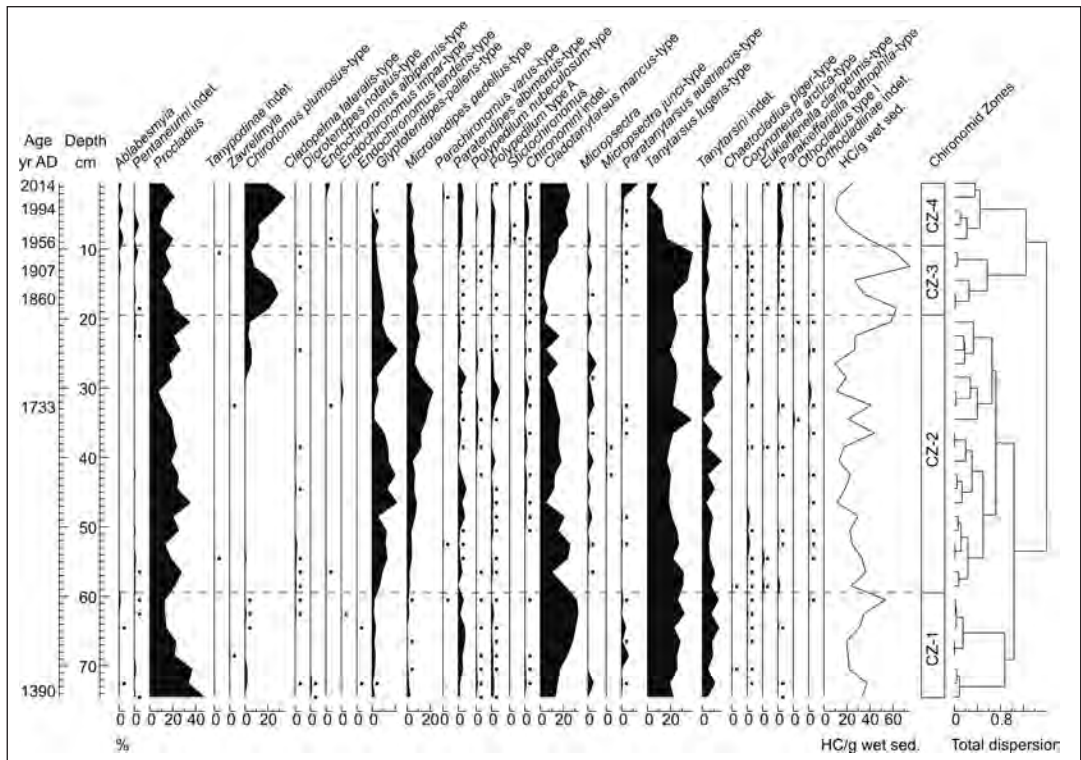 Ablabesmyia
Pentaneurini indet.
Procladius
Tanypodinae indet.
Zavrelimyia
Chironomus plumosus-type
Cladopelma lateralis-type
Dicrotendipes notatus-type
Endochironomus albipennis-type
Endochironomus impar-type
Endochironomus tendens-type
Glyptotendipes-pallens-type
Microtendipes pedellus-type
Parachironomus varus-type
Paratendipes albimanus-type
Polypedilum nubeculosum-type
Polypedilum type A
Stictochironomus
Chironomini indet.
Cladotanytarsus mancus-type
Micropsectra
Micropsectra junci-type
Paratanytarsus austriacus-type
Tanytarsus lugens-type
Tanytarsini indet.
Chaetocladius piger-type
Corynoneura arctica-type
Eukiefferiella claripennis-type
Parakiefferiella bathophila-type
Orthocladius type I
Orthocladiinae indet.
HC/g wet sed.
Chironomid Zones
Age Depth
yr AD cm
2014
1994
1956 10
1907
1860
20
30
1733
40
50
60
70
1390
CZ-4
CZ-3
CZ-2
CZ-1
0 0 0 20 40 0 0 0 20 0 0 0 0 0 0 0 200 0 0 0 0 0 0 20 0 0 0 0 20 0 0 0 0 0 0 0 0 20 40 60 0 0.8
% HC/g wet sed. Total dispersion